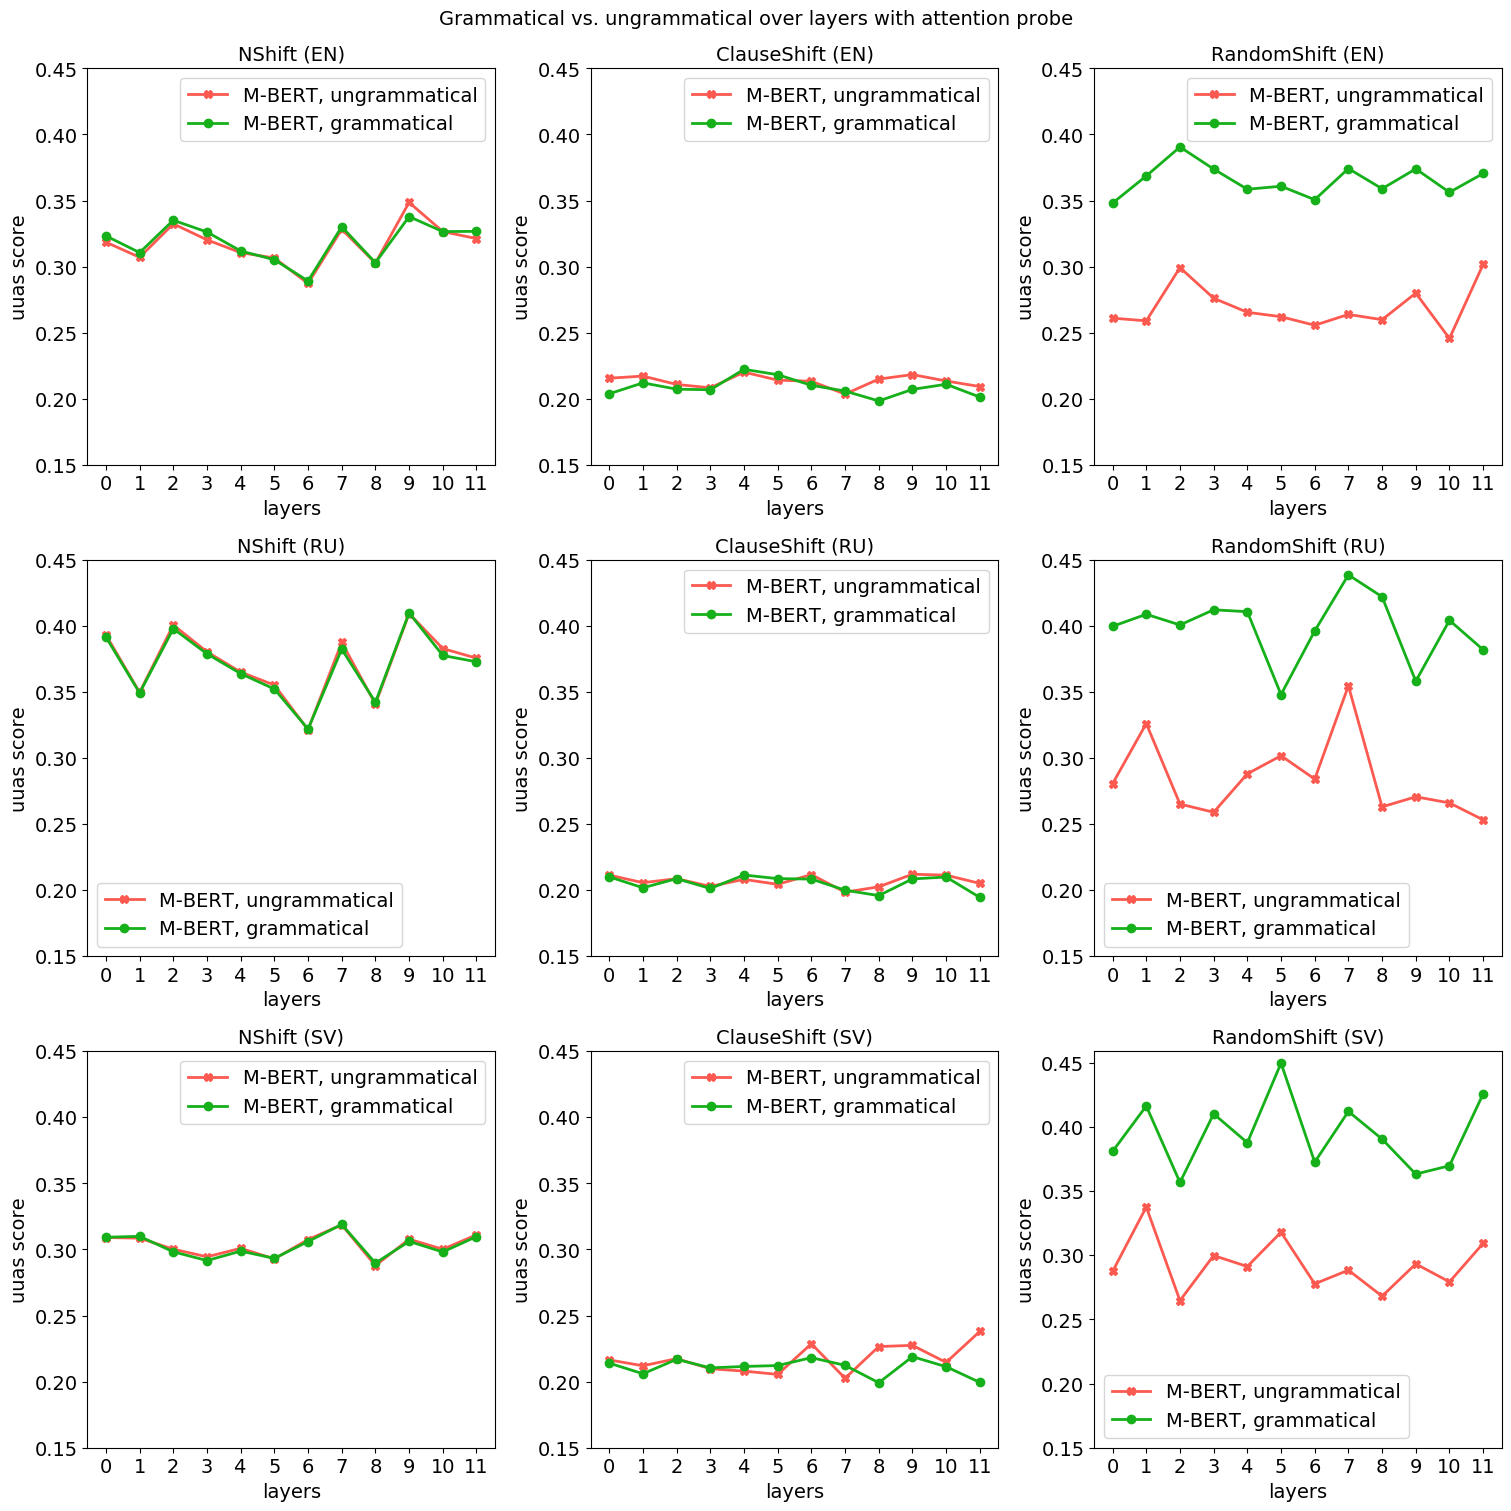 Grammatical vs. ungrammatical over layers with attention probe
NShift (EN)
0.45
0.40
0.35
0.30
0.25
0.20
0.15
uuas score
M-BERT, ungrammatical
M-BERT, grammatical
0 1 2 3 4 5 6 7 8 9 10 11
layers
ClauseShift (EN)
0.45
0.40
0.35
0.30
0.25
0.20
0.15
uuas score
M-BERT, ungrammatical
M-BERT, grammatical
0 1 2 3 4 5 6 7 8 9 10 11
layers
RandomShift (EN)
0.45
0.40
0.35
0.30
0.25
0.20
0.15
uuas score
M-BERT, ungrammatical
M-BERT, grammatical
0 1 2 3 4 5 6 7 8 9 10 11
layers
NShift (RU)
0.45
0.40
0.35
0.30
0.25
0.20
0.15
uuas score
M-BERT, ungrammatical
M-BERT, grammatical
0 1 2 3 4 5 6 7 8 9 10 11
layers
ClauseShift (RU)
0.45
0.40
0.35
0.30
0.25
0.20
0.15
uuas score
M-BERT, ungrammatical
M-BERT, grammatical
0 1 2 3 4 5 6 7 8 9 10 11
layers
RandomShift (RU)
0.45
0.40
0.35
0.30
0.25
0.20
0.15
uuas score
M-BERT, ungrammatical
M-BERT, grammatical
0 1 2 3 4 5 6 7 8 9 10 11
layers
NShift (SV)
0.45
0.40
0.35
0.30
0.25
0.20
0.15
uuas score
M-BERT, ungrammatical
M-BERT, grammatical
0 1 2 3 4 5 6 7 8 9 10 11
layers
ClauseShift (SV)
0.45
0.40
0.35
0.30
0.25
0.20
0.15
uuas score
M-BERT, ungrammatical
M-BERT, grammatical
0 1 2 3 4 5 6 7 8 9 10 11
layers
RandomShift (SV)
0.45
0.40
0.35
0.30
0.25
0.20
0.15
uuas score
M-BERT, ungrammatical
M-BERT, grammatical
0 1 2 3 4 5 6 7 8 9 10 11
layers